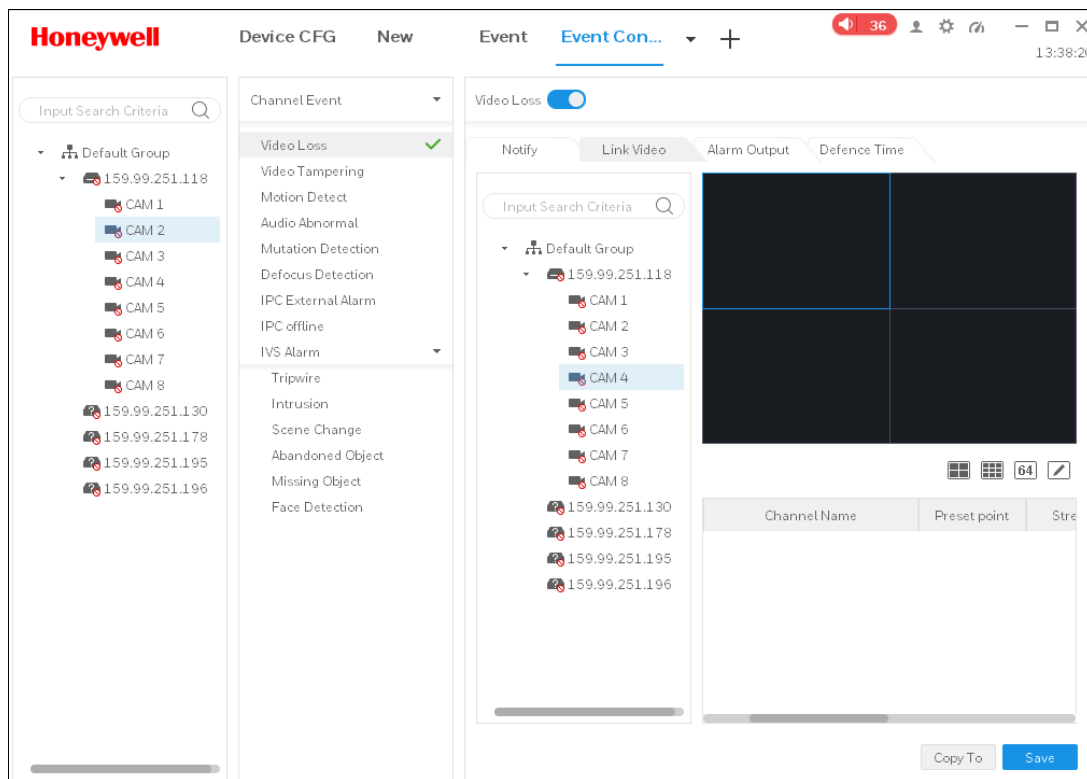 Honeywell
Device CFG
New
Event
Event Con...
36
13:38:26
Input Search Criteria
Default Group
159.99.251.118
CAM 1
CAM 2
CAM 3
CAM 4
CAM 5
CAM 6
CAM 7
CAM 8
159.99.251.130
159.99.251.178
159.99.251.195
159.99.251.196
Channel Event
Video Loss
Video Tampering
Motion Detect
Audio Abnormal
Mutation Detection
Defocus Detection
IPC External Alarm
IPC offline
IVS Alarm
Tripwire
Intrusion
Scene Change
Abandoned Object
Missing Object
Face Detection
Video Loss
Notify
Link Video
Alarm Output
Defence Time
Input Search Criteria
Default Group
159.99.251.118
CAM 1
CAM 2
CAM 3
CAM 4
CAM 5
CAM 6
CAM 7
CAM 8
159.99.251.130
159.99.251.178
159.99.251.195
159.99.251.196
64
Channel Name
Preset point
Stre
Copy To
Save